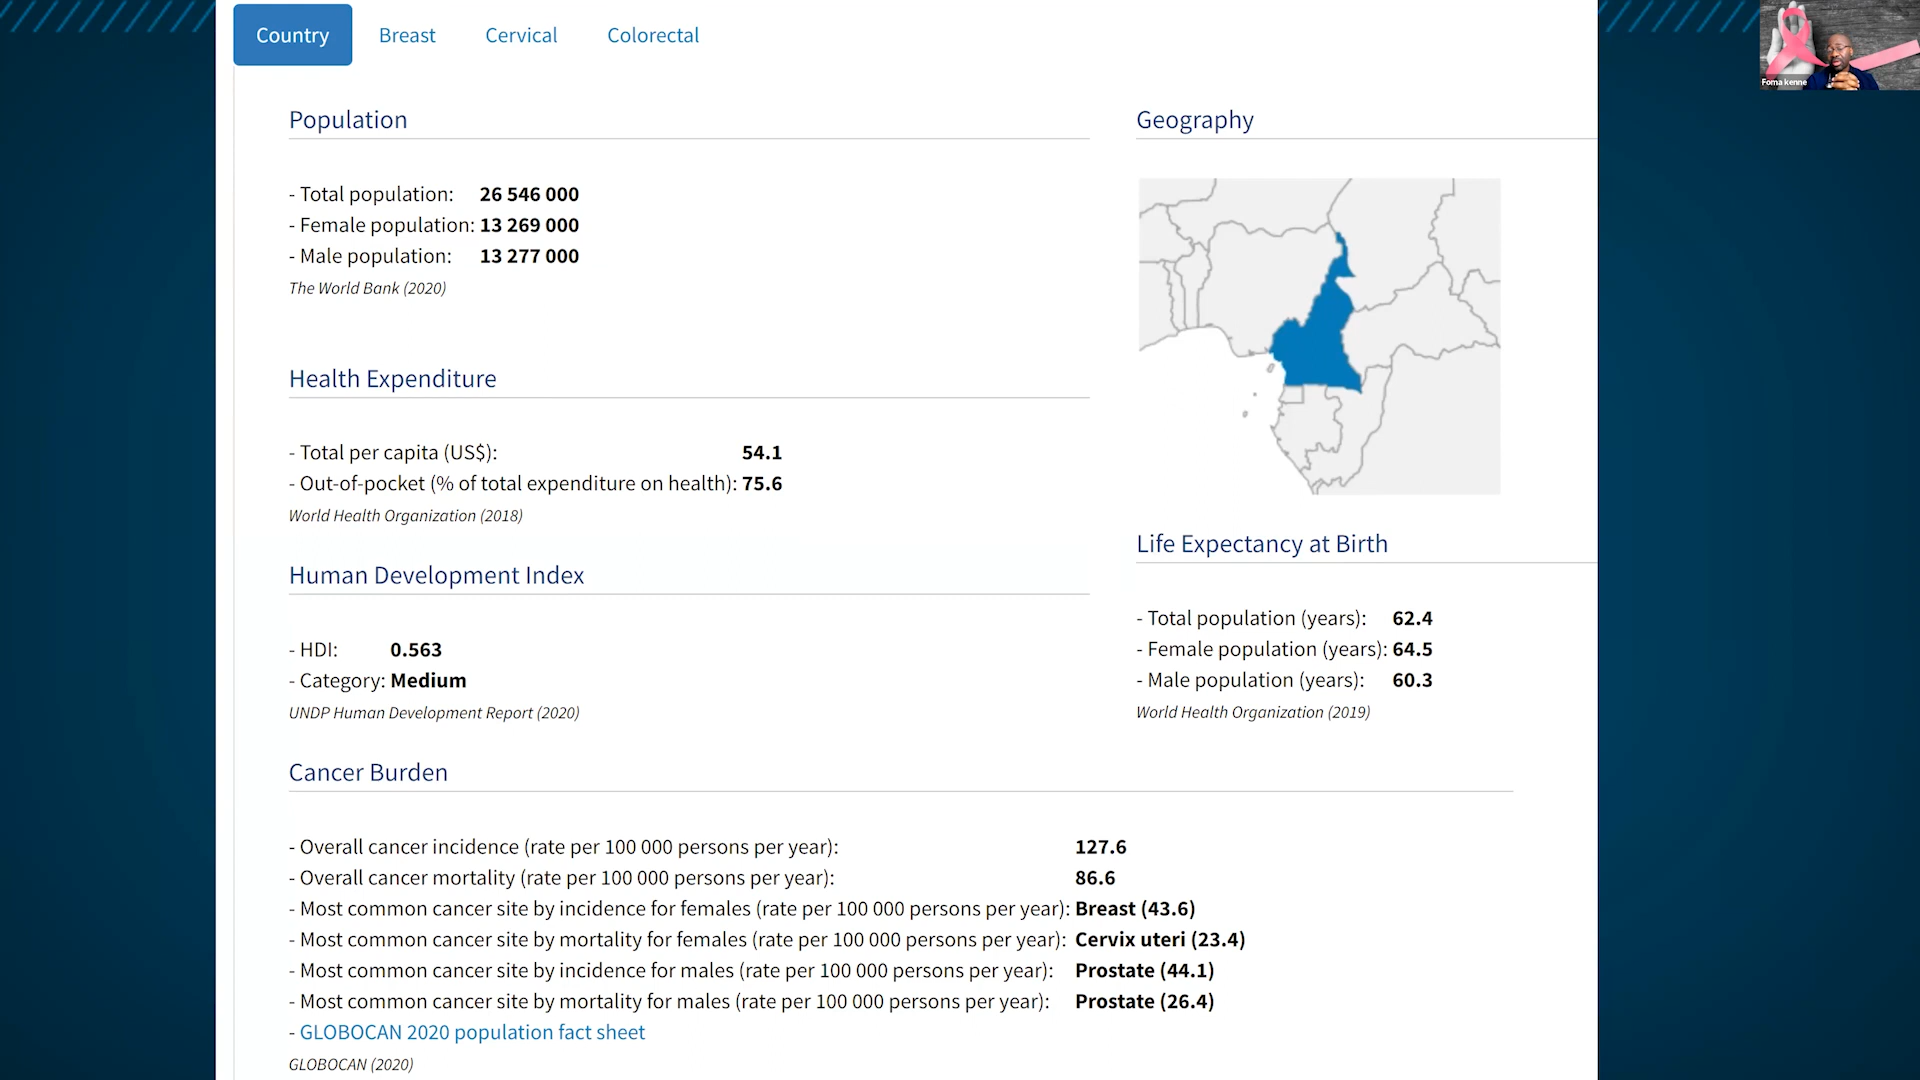 Country Breast Cervical Colorectal
Population
- Total population: 26 546 000
- Female population: 13 269 000
- Male population: 13 277 000
The World Bank (2020)
Health Expenditure
- Total per capita (US$): 54.1
- Out-of-pocket (% of total expenditure on health): 75.6
World Health Organization (2018)
Human Development Index
- HDI: 0.563
- Category: Medium
UNDP Human Development Report (2020)
Geography
Life Expectancy at Birth
- Total population (years): 62.4
- Female population (years): 64.5
- Male population (years): 60.3
World Health Organization (2019)
Cancer Burden
- Overall cancer incidence (rate per 100 000 persons per year): 127.6
- Overall cancer mortality (rate per 100 000 persons per year): 86.6
- Most common cancer site by incidence for females (rate per 100 000 persons per year): Breast (43.6)
- Most common cancer site by mortality for females (rate per 100 000 persons per year): Cervix uteri (23.4)
- Most common cancer site by incidence for males (rate per 100 000 persons per year): Prostate (44.1)
- Most common cancer site by mortality for males (rate per 100 000 persons per year): Prostate (26.4)
- GLOBOCAN 2020 population fact sheet
GLOBOCAN (2020)
Foma kenne